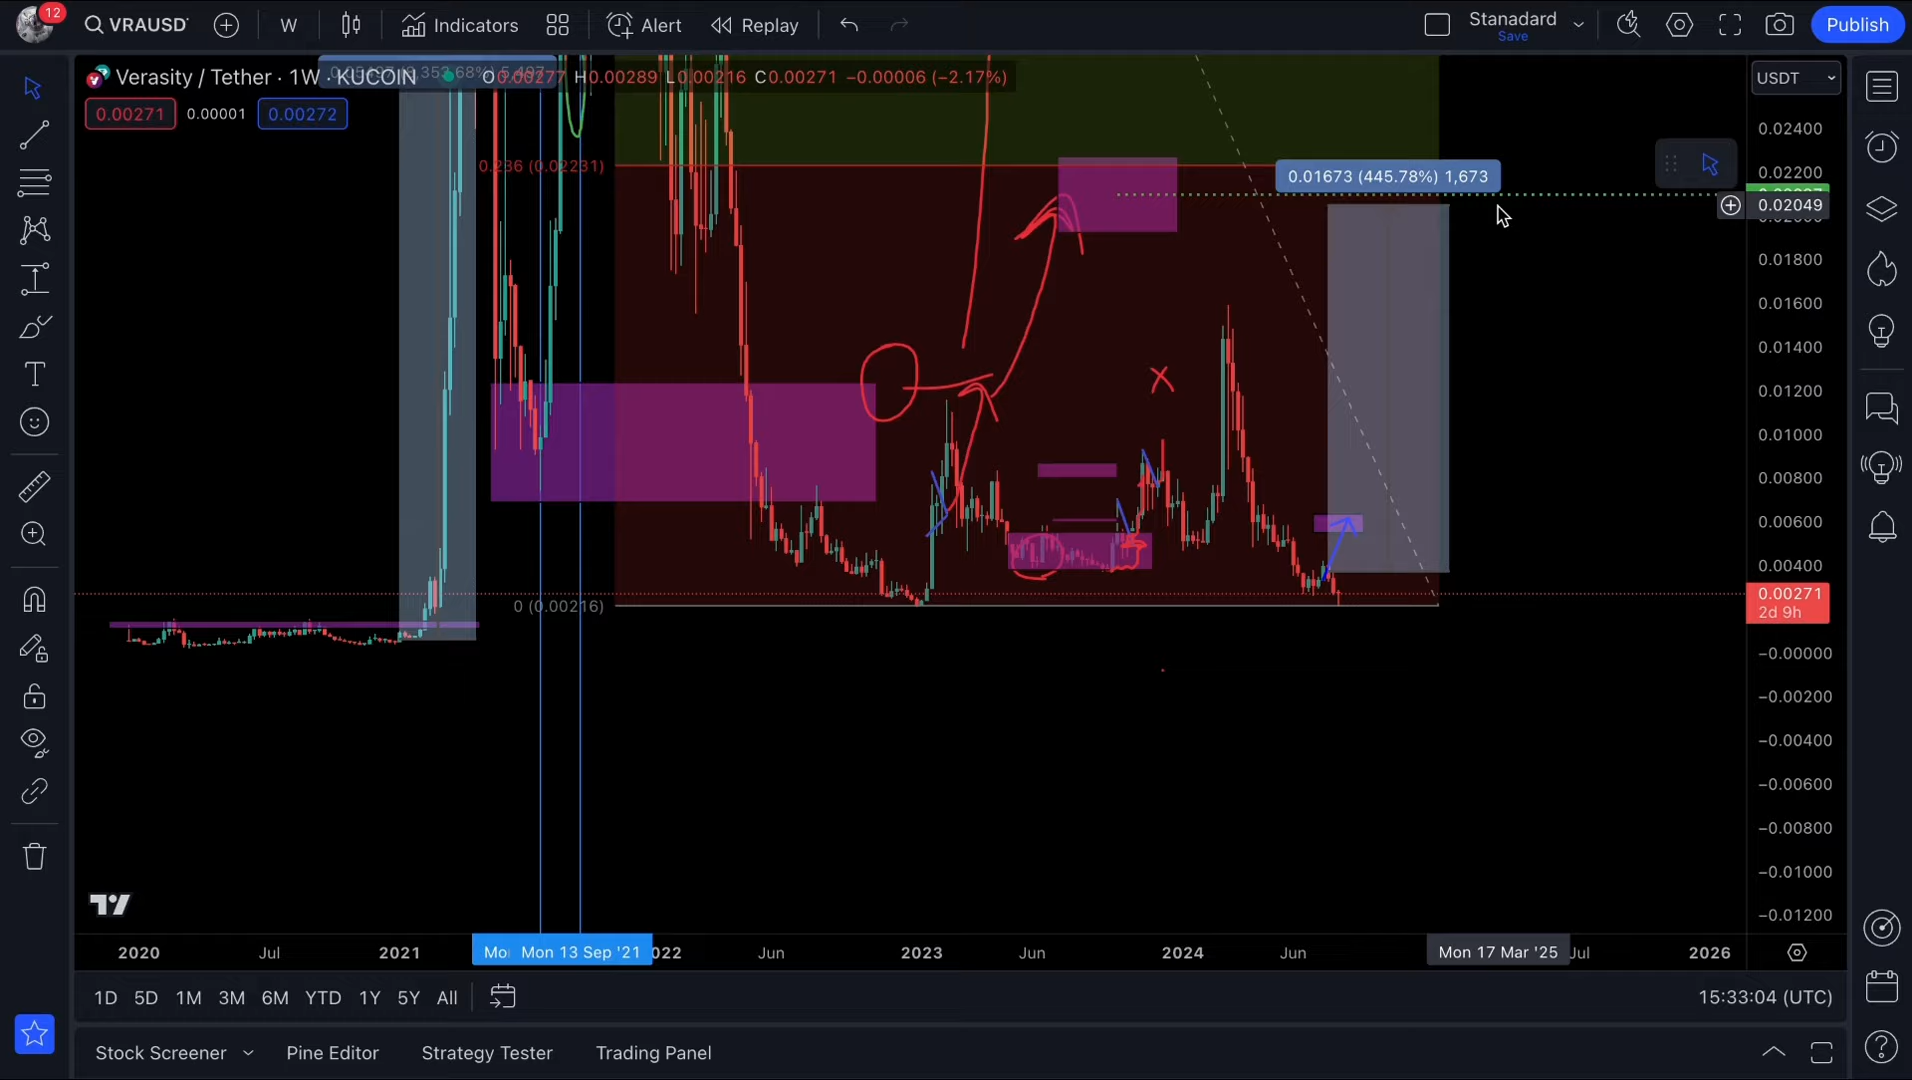 12
VRAUSD
W
Indicators
Alert
Replay
Stanadard
Save
Publish
Verasity / Tether · 1W · KUCOIN
O0.00277 H0.00289 L0.00216 C0.00271 −0.00006 (−2.17%)
0.00271
0.00001
0.00272
USDT
0.236 (0.02231)
0.01673 (445.78%) 1,673
0 (0.00216)
0.02400
0.02200
0.02049
0.01800
0.01600
0.01400
0.01200
0.01000
0.00800
0.00600
0.00400
0.00271
2d 9h
−0.00000
−0.00200
−0.00400
−0.00600
−0.00800
−0.01000
−0.01200
2020
Jul
2021
Mon 13 Sep '21
022
Jun
2023
Jun
2024
Jun
Mon 17 Mar '25
Jul
2026
1D
5D
1M
3M
6M
YTD
1Y
5Y
All
15:33:04 (UTC)
Stock Screener
Pine Editor
Strategy Tester
Trading Panel